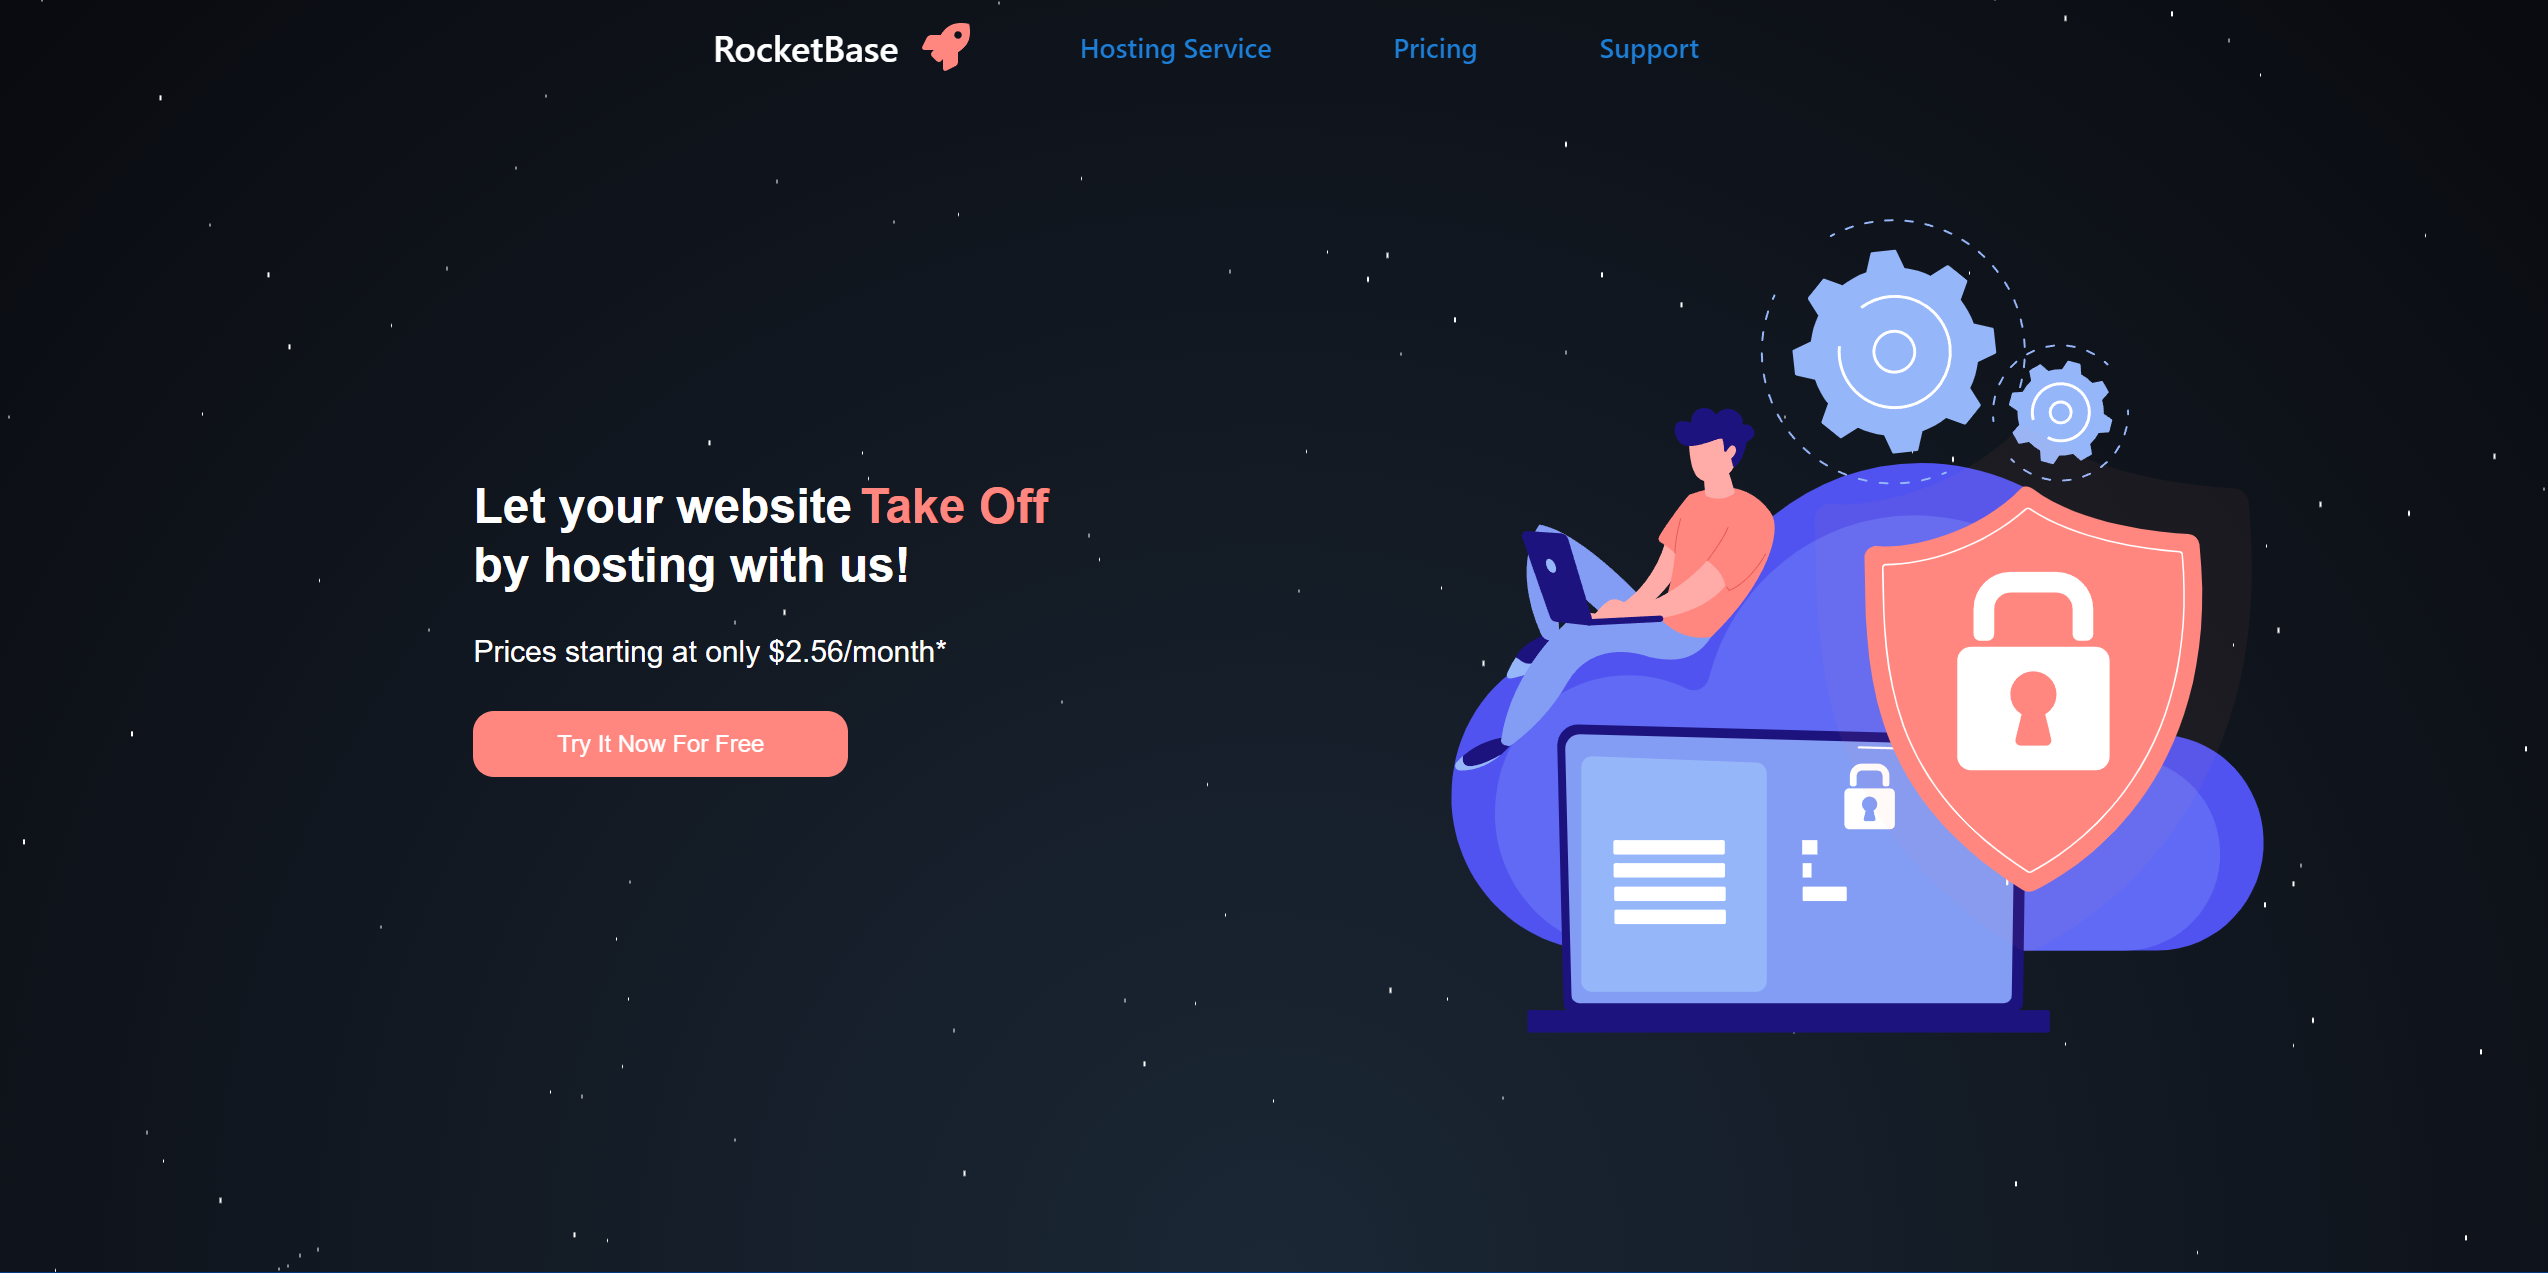 RocketBase
Hosting Service
Pricing
Support
Let your website Take Off
by hosting with us!
Prices starting at only $2.56/month*
Try It Now For Free